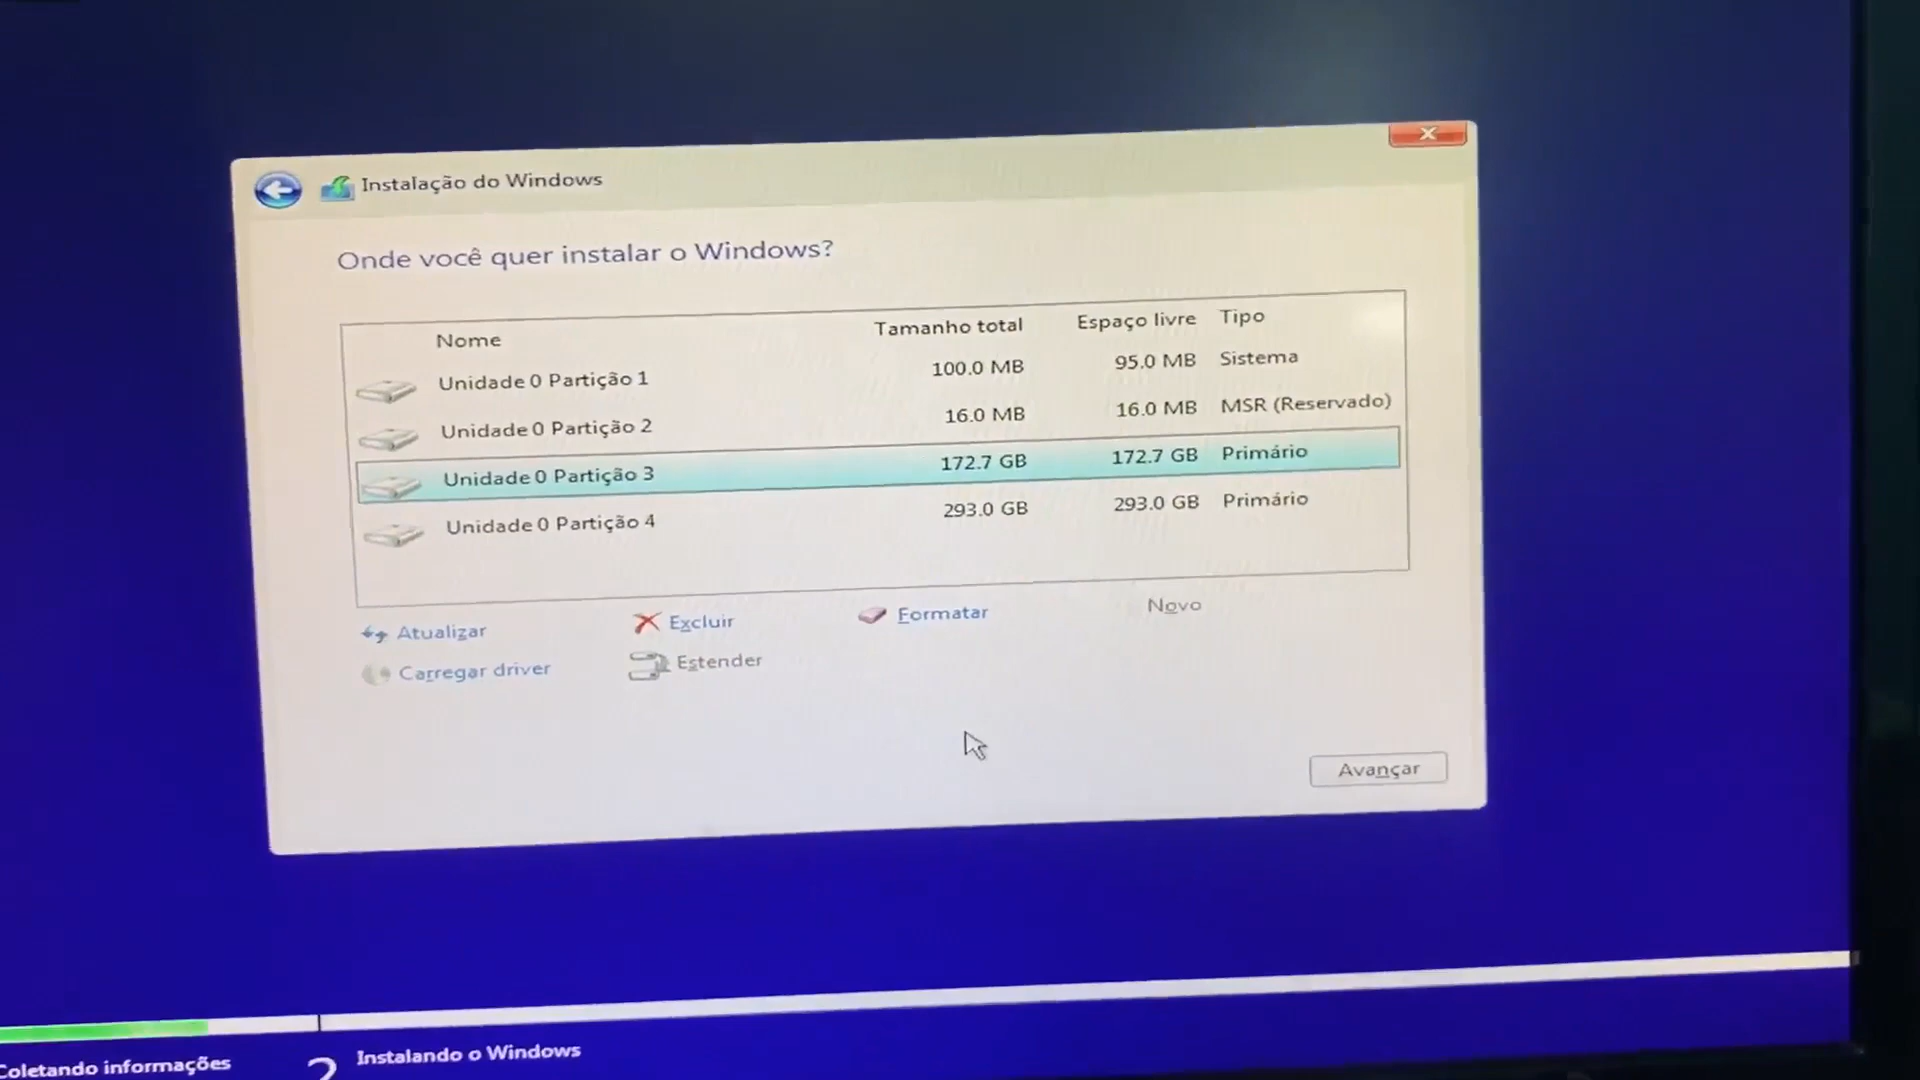 Instalação do Windows
Onde você quer instalar o Windows?
Nome Tamanho total Espaço livre Tipo
Unidade 0 Partição 1 100.0 MB 95.0 MB Sistema
Unidade 0 Partição 2 16.0 MB 16.0 MB MSR (Reservado)
Unidade 0 Partição 3 172.7 GB 172.7 GB Primário
Unidade 0 Partição 4 293.0 GB 293.0 GB Primário
Atualizar Excluir Formatar Novo
Carregar driver Estender
Avançar
Coletando informações 2 Instalando o Windows